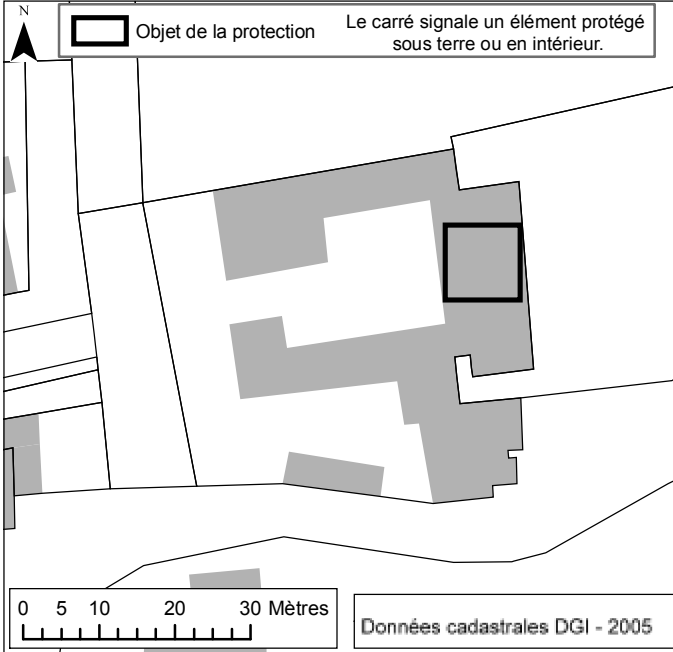 N
Objet de la protection
Le carré signale un élément protégé
sous terre ou en intérieur.
0 5 10 20 30 Mètres
Données cadastrales DGI - 2005